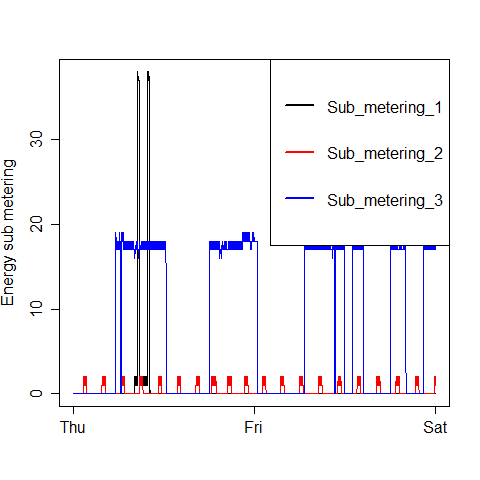 Energy sub metering
0
10
20
30
Thu
Fri
Sat
Sub_metering_1
Sub_metering_2
Sub_metering_3